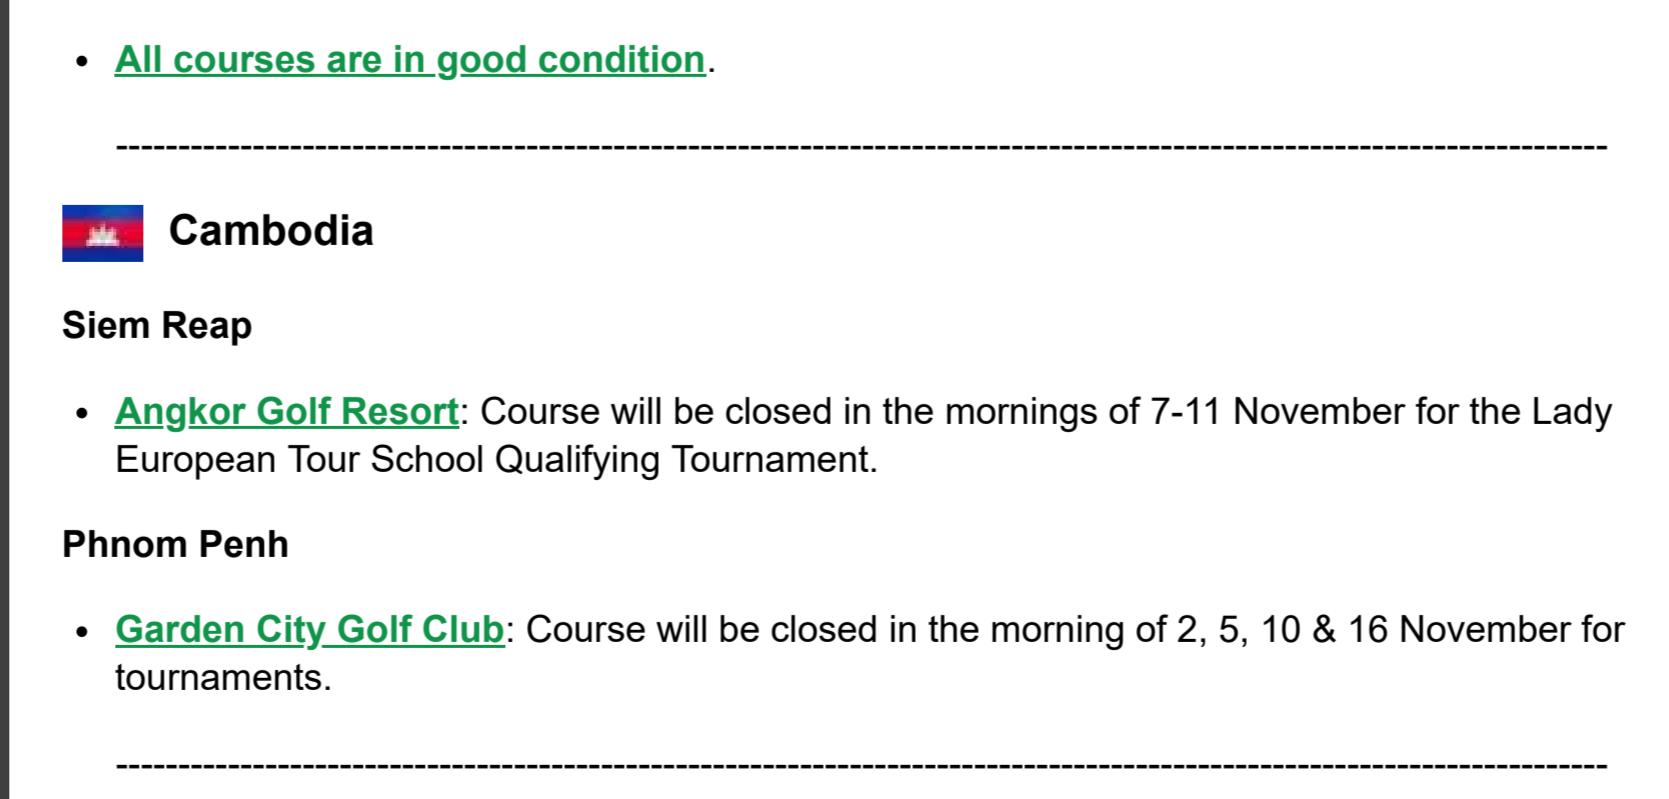 • All courses are in good condition.
-----------------------------------------------------------------------------------------------------------------------------
Cambodia
Siem Reap
• Angkor Golf Resort: Course will be closed in the mornings of 7-11 November for the Lady
European Tour School Qualifying Tournament.
Phnom Penh
• Garden City Golf Club: Course will be closed in the morning of 2, 5, 10 & 16 November for
tournaments.
-----------------------------------------------------------------------------------------------------------------------------